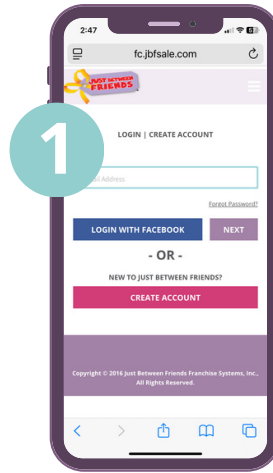 2:47
fc.jbfsale.com
JUST BETWEEN
FRIENDS
1
LOGIN | CREATE ACCOUNT
Address
Forgot Password?
LOGIN WITH FACEBOOK
NEXT
- OR -
NEW TO JUST BETWEEN FRIENDS?
CREATE ACCOUNT
Copyright © 2016 Just Between Friends Franchise Systems, Inc.,
All Rights Reserved.